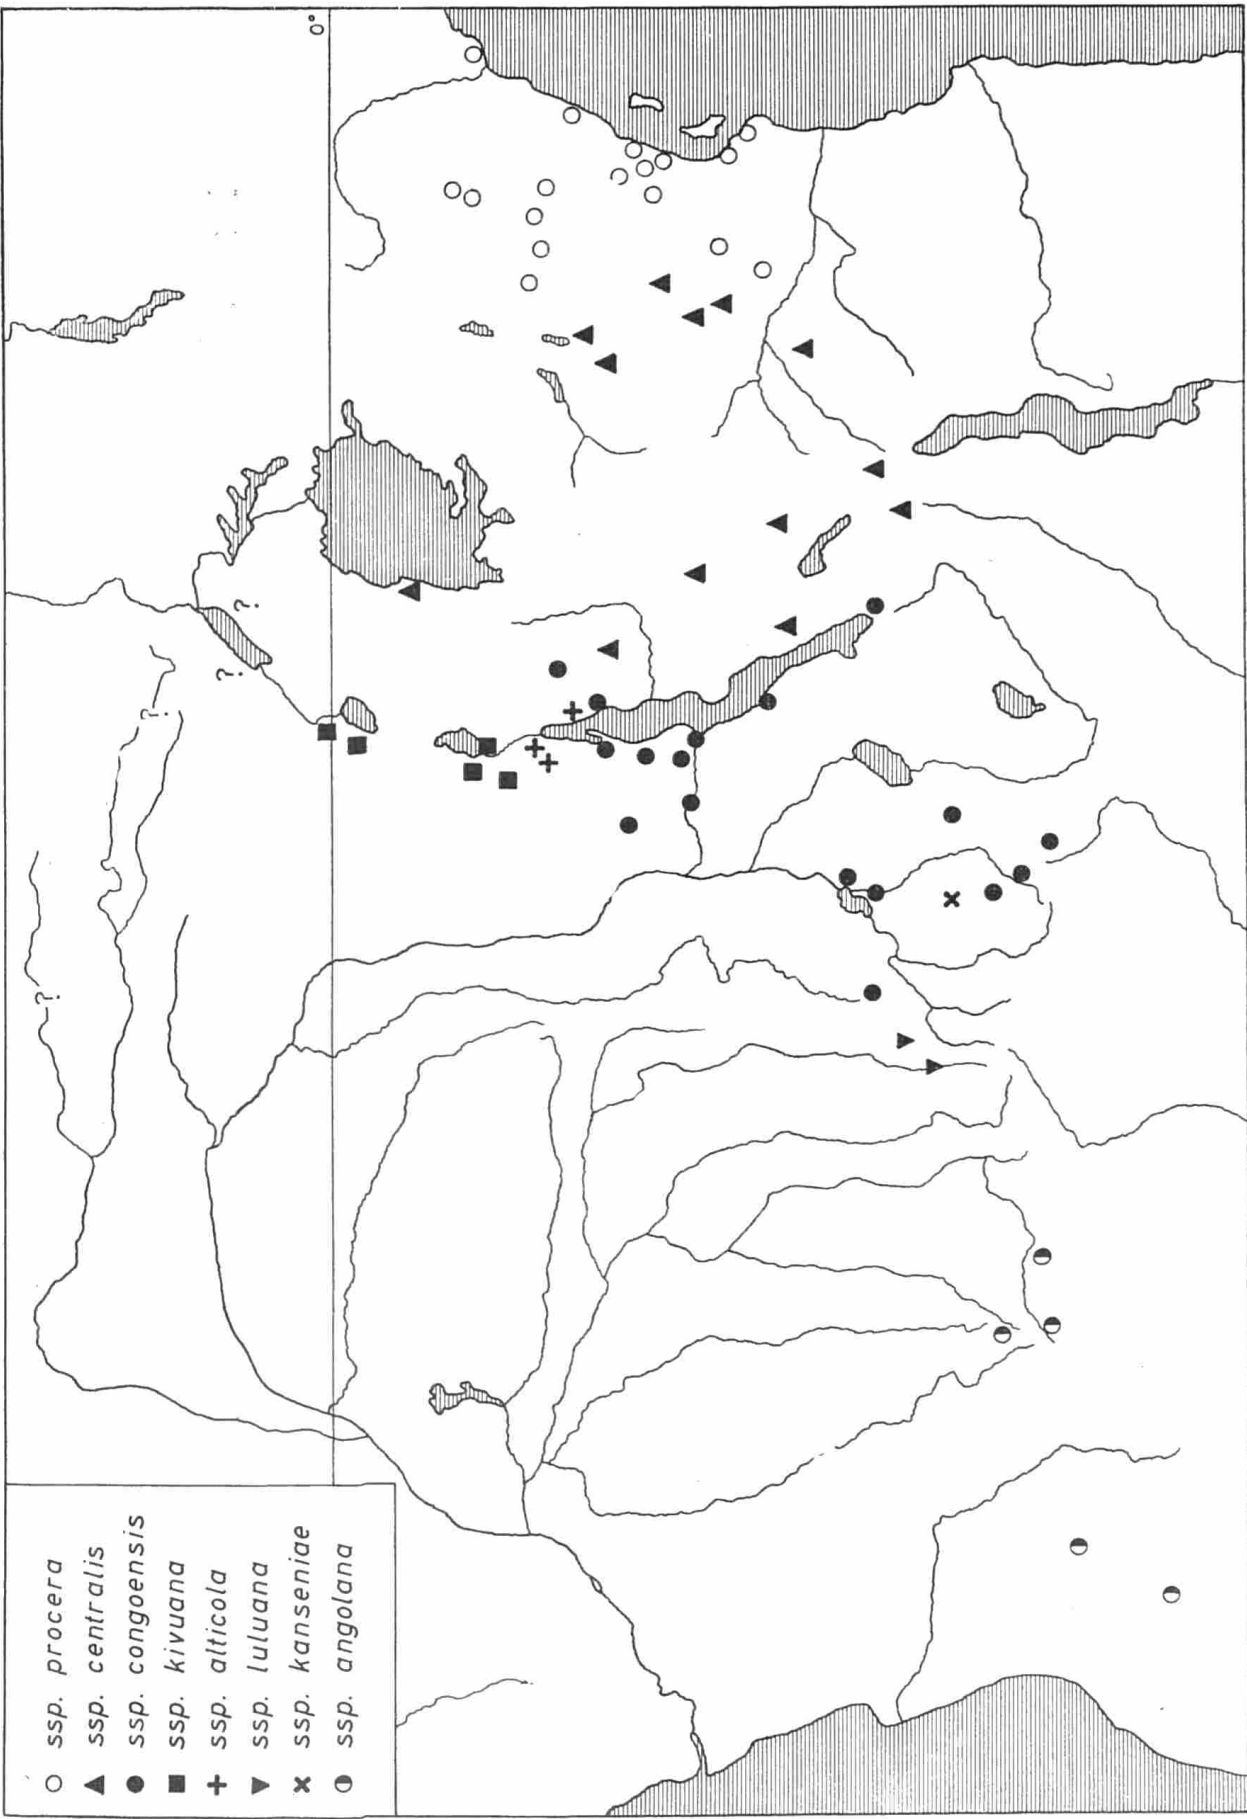 0°
?
?
?
?
ssp. procera
ssp. centralis
ssp. congoensis
ssp. kivuana
ssp. alticola
ssp. luluana
ssp. kanseniae
ssp. angolana